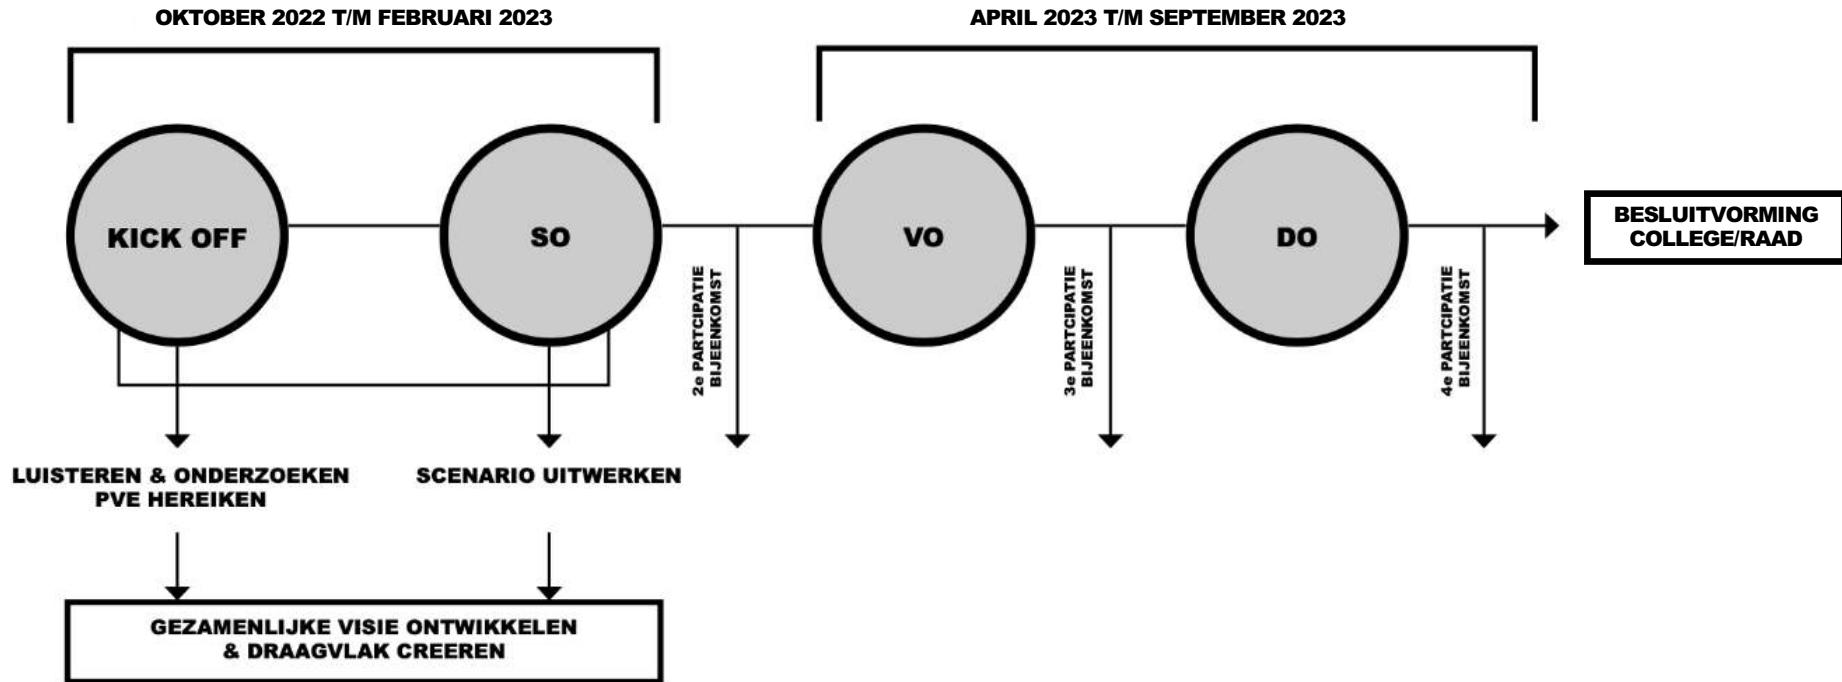 OKTOBER 2022 T/M FEBRUARI 2023
APRIL 2023 T/M SEPTEMBER 2023
KICK OFF
SO
VO
DO
BESLUITVORMING
COLLEGE/RAAD
2e PARTCIPATIE
BIJEENKOMST
3e PARTCIPATIE
BIJEENKOMST
4e PARTCIPATIE
BIJEENKOMST
LUISTEREN & ONDERZOEKEN
PVE HEREIKEN
SCENARIO UITWERKEN
GEZAMENLIJKE VISIE ONTWIKKELEN
& DRAAGVLAK CREEREN